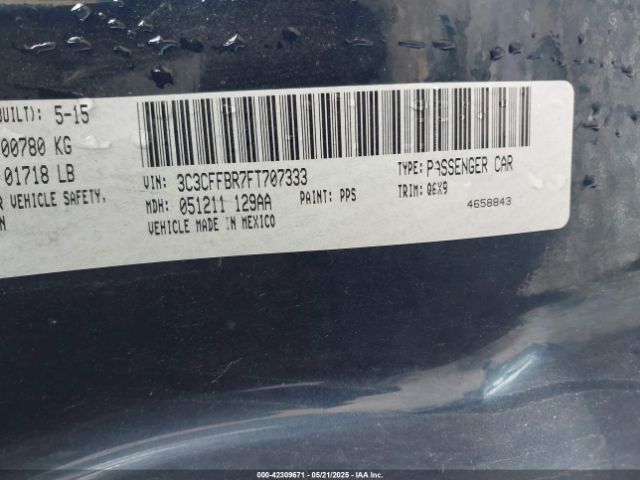 BUILT): 5-15
00780 KG
01718 LB
R VEHICLE SAFETY,
N
VIN: 3C3CFFBR7FT707333
TYPE: PASSENGER CAR
MDH: 051211 129AA
PAINT: PPS
TRIM: Q6X9
VEHICLE MADE IN MEXICO
4658843
000-42309671 - 05/21/2025 - IAA Inc.